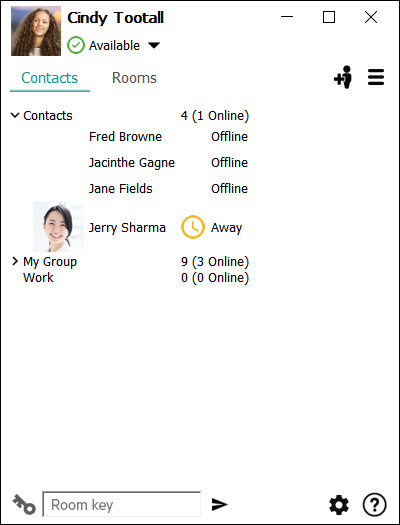 Cindy Tootall
Available
Contacts Rooms
Contacts 4 (1 Online)
Fred Browne Offline
Jacinthe Gagne Offline
Jane Fields Offline
Jerry Sharma Away
My Group 9 (3 Online)
Work 0 (0 Online)
Room key
?